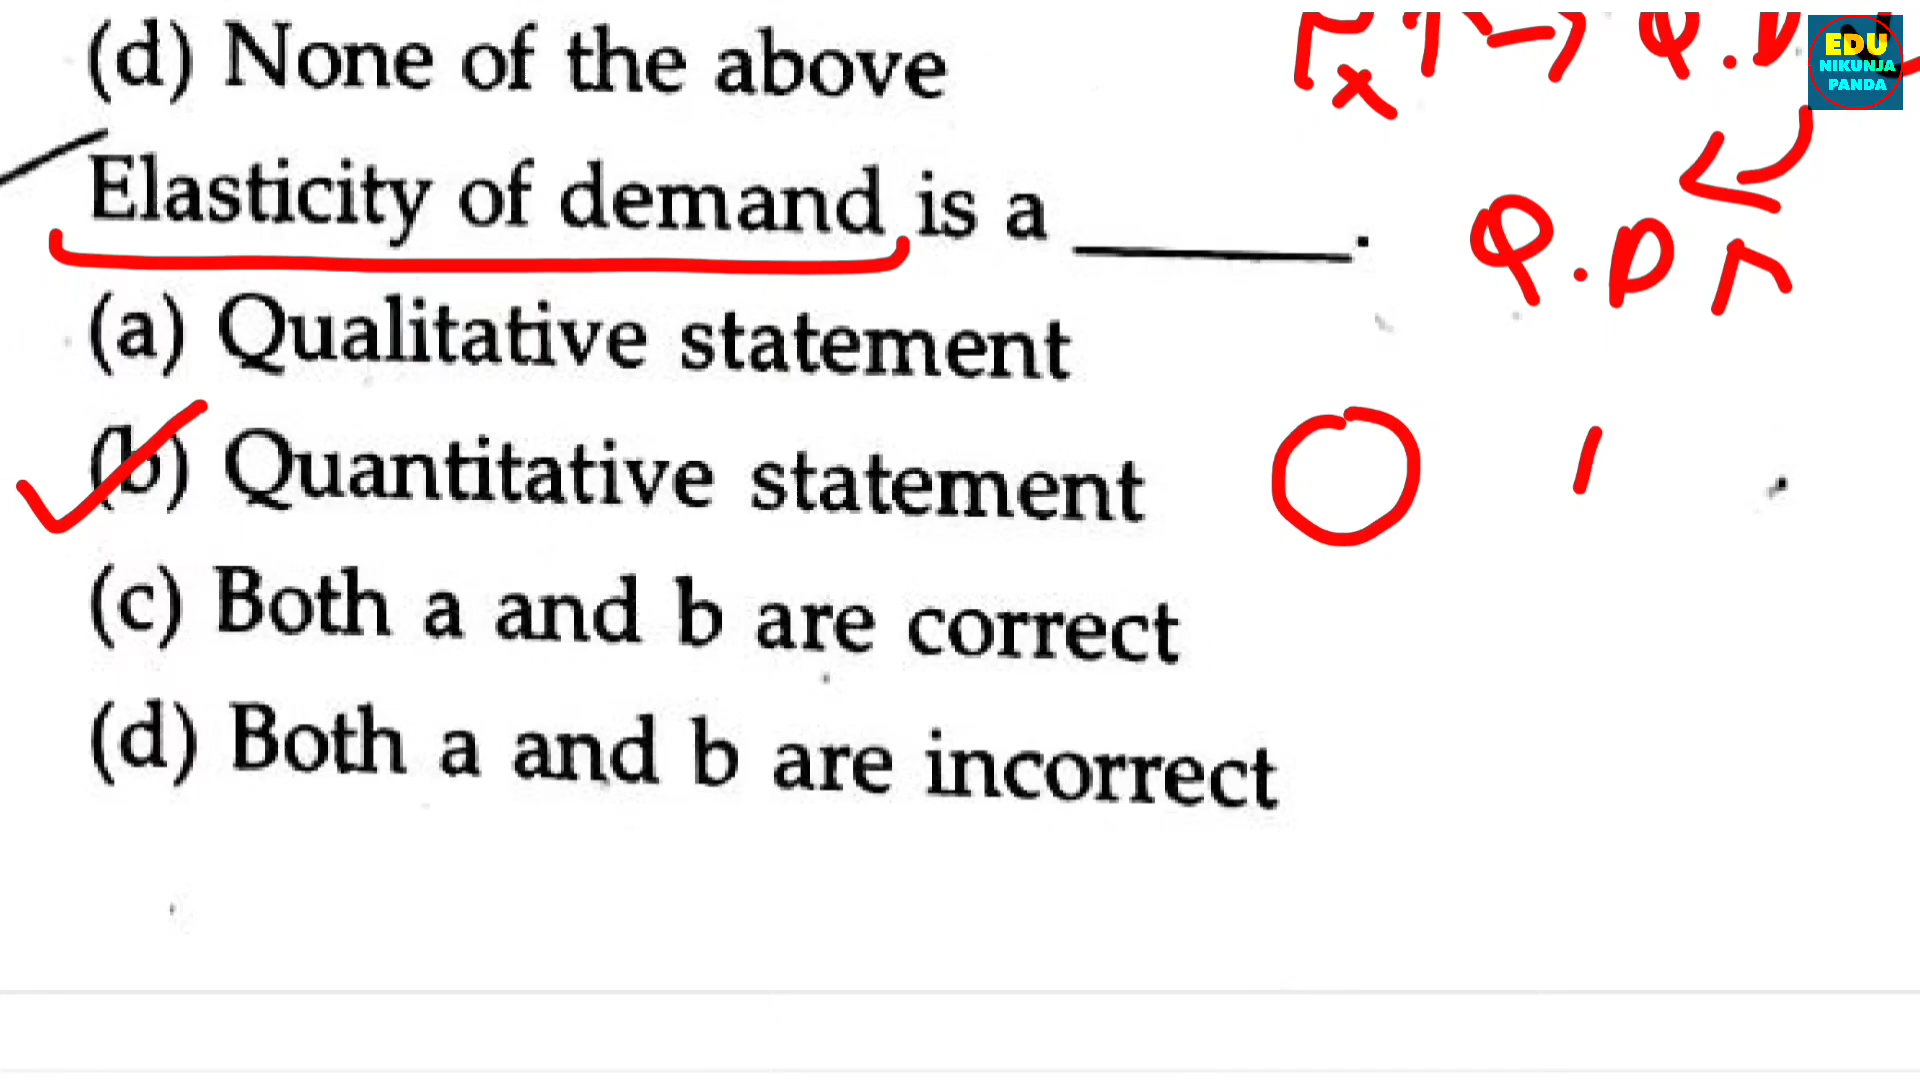 (d) None of the above
EDU
NIKUNJA
PANDA
Elasticity of demand is a ______.
Q.D ↑
(a) Qualitative statement
(b) Quantitative statement
O 1
(c) Both a and b are correct
(d) Both a and b are incorrect